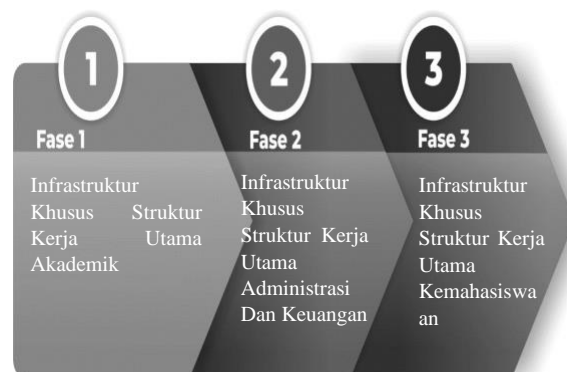 1
Fase 1
Infrastruktur
Khusus Struktur
Kerja Utama
Akademik
2
Fase 2
Infrastruktur
Khusus
Struktur Kerja
Utama
Administrasi
Dan Keuangan
3
Fase 3
Infrastruktur
Khusus
Struktur Kerja
Utama
Kemahasiswa
an